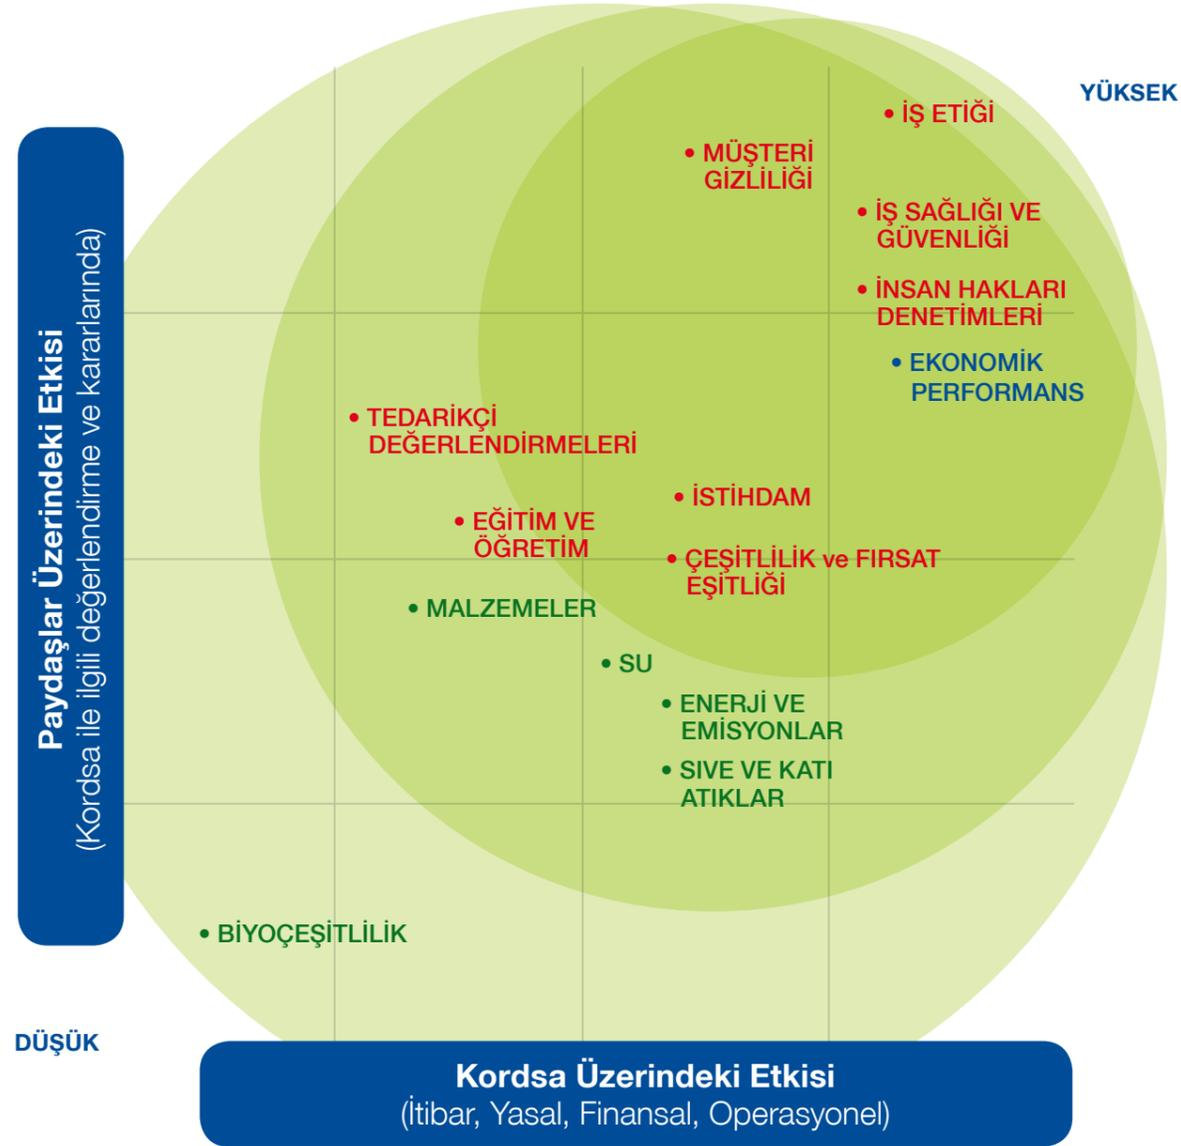 YÜKSEK
• İŞ ETİĞİ
• MÜŞTERİ
GİZLİLİĞİ
• İŞ SAĞLIĞI VE
GÜVENLİĞİ
• İNSAN HAKLARI
DENETİMLERİ
• EKONOMİK
PERFORMANS
• TEDARİKÇİ
DEĞERLENDİRMELERİ
• İSTİHDAM
• EĞİTİM VE
ÖĞRETİM
• ÇEŞİTLİLİK ve FIRSAT
EŞİTLİĞİ
• MALZEMELER
• SU
• ENERJİ VE
EMİSYONLAR
• SIVE VE KATI
ATIKLAR
• BİYOÇEŞİTLİLİK
Paydaşlar Üzerindeki Etkisi
(Kordsa ile ilgili değerlendirme ve kararlarında)
DÜŞÜK
Kordsa Üzerindeki Etkisi
(İtibar, Yasal, Finansal, Operasyonel)